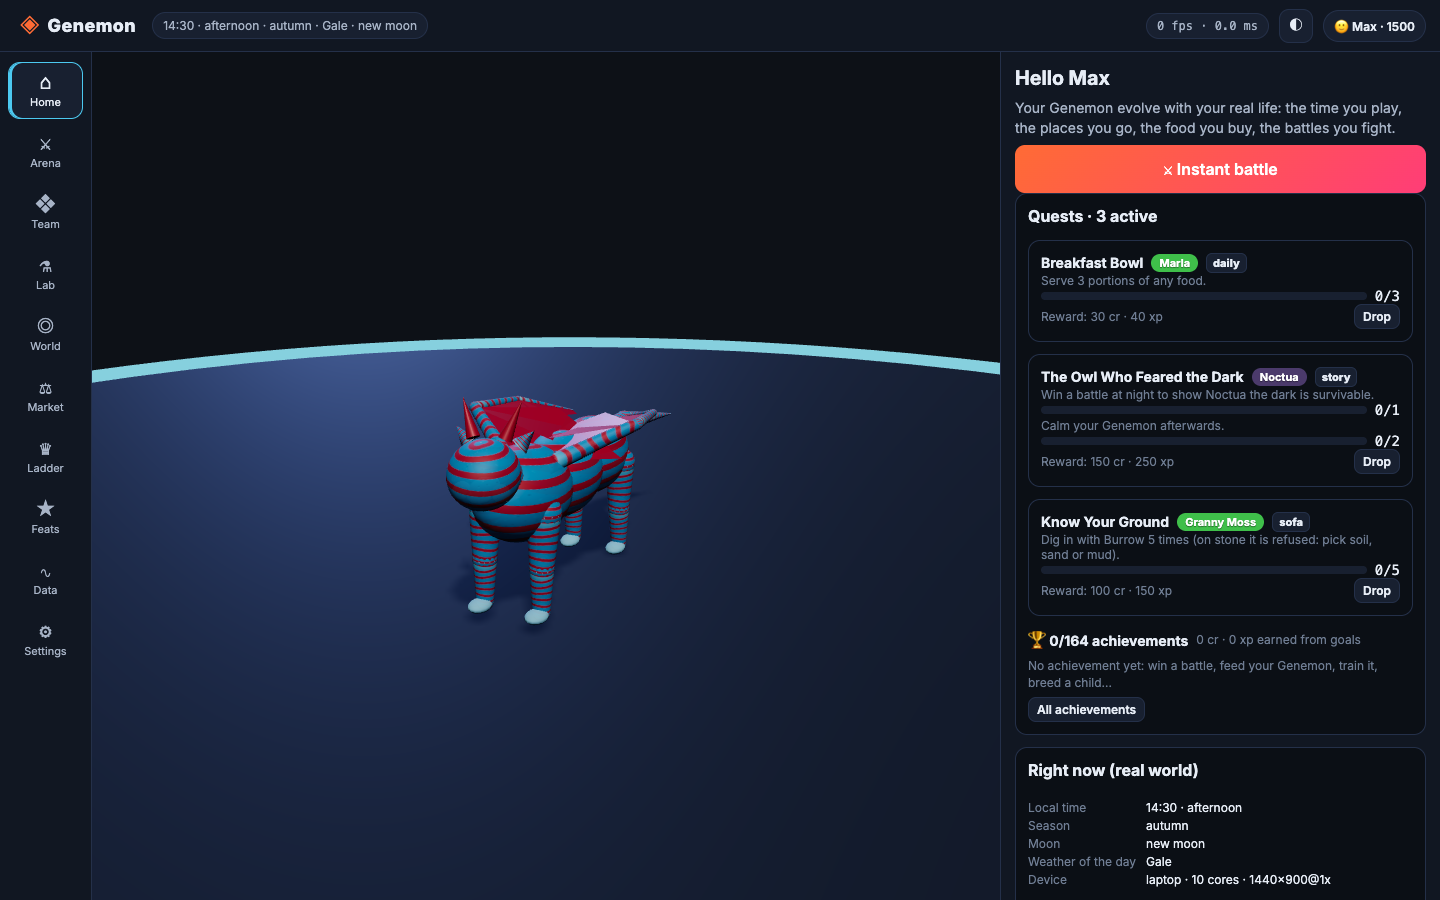 Genemon
14:30 · afternoon · autumn · Gale · new moon
0 fps · 0.0 ms
Max · 1500
Home
Arena
Team
Lab
World
Market
Ladder
Feats
Data
Settings
Hello Max
Your Genemon evolve with your real life: the time you play,
the places you go, the food you buy, the battles you fight.
Instant battle
Quests · 3 active
Breakfast Bowl Marla daily
Serve 3 portions of any food.
0/3
Reward: 30 cr · 40 xp Drop
The Owl Who Feared the Dark Noctua story
Win a battle at night to show Noctua the dark is survivable.
0/1
Calm your Genemon afterwards.
0/2
Reward: 150 cr · 250 xp Drop
Know Your Ground Granny Moss sofa
Dig in with Burrow 5 times (on stone it is refused: pick soil,
sand or mud).
0/5
Reward: 100 cr · 150 xp Drop
0/164 achievements 0 cr · 0 xp earned from goals
No achievement yet: win a battle, feed your Genemon, train it,
breed a child...
All achievements
Right now (real world)
Local time 14:30 · afternoon
Season autumn
Moon new moon
Weather of the day Gale
Device laptop · 10 cores · 1440×900@1x